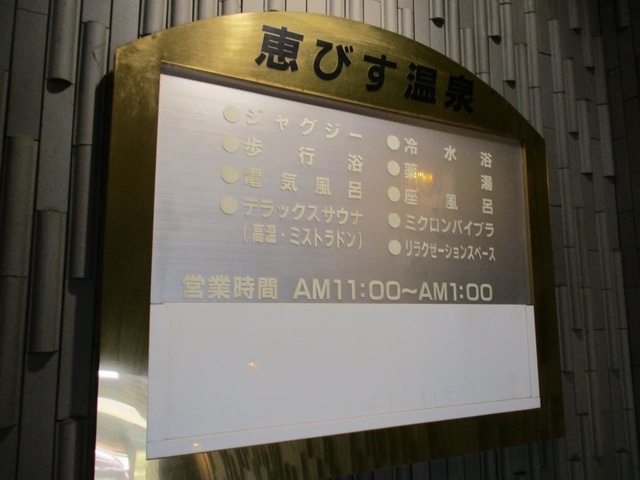 恵びす温泉
●ジャグジー
●歩行浴
●電気風呂
●デラックスサウナ
(高温・ミストラドン)
●冷水浴
●薬湯
●座風呂
●ミクロンバイブラ
●リラクゼーションスペース
営業時間 AM11:00〜AM1:00